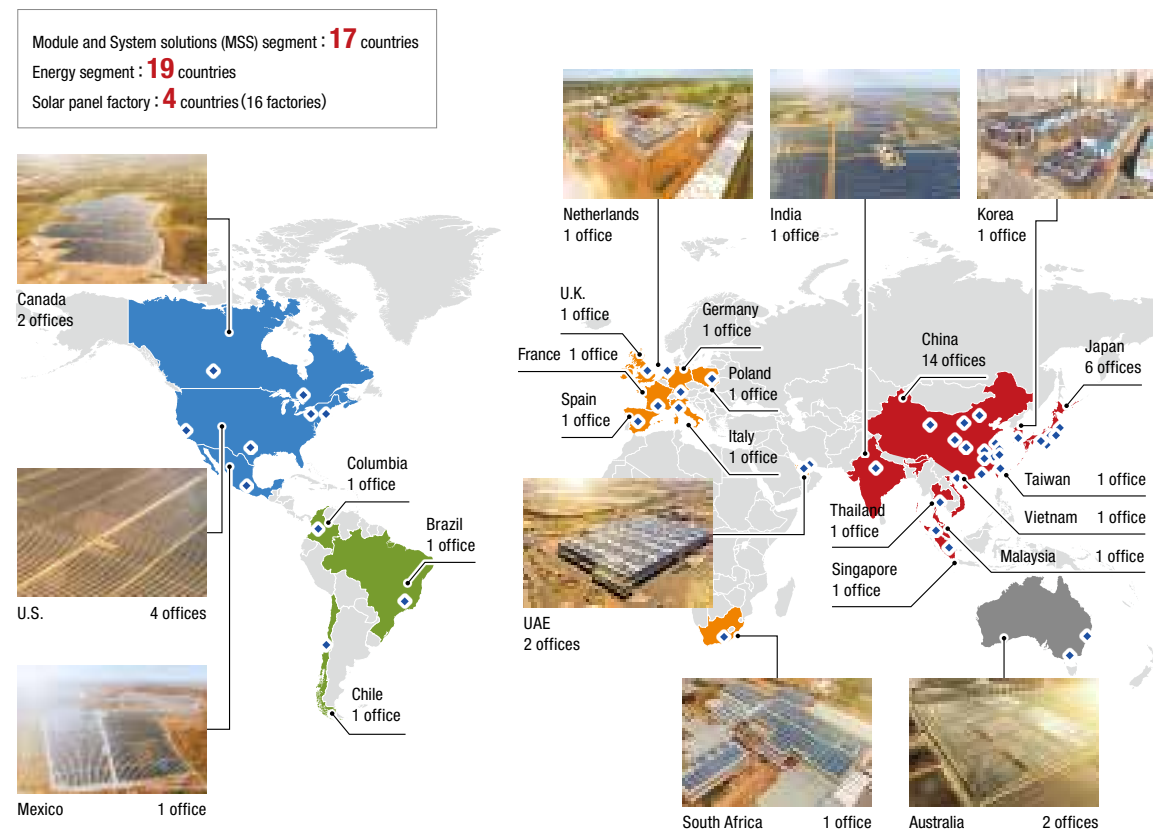 Module and System solutions (MSS) segment : 17 countries
Energy segment : 19 countries
Solar panel factory : 4 countries (16 factories)
Canada
2 offices
U.S. 4 offices
Mexico 1 office
Columbia
1 office
Brazil
1 office
Chile
1 office
Netherlands
1 office
India
1 office
Korea
1 office
U.K.
1 office
Germany
1 office
France 1 office
Poland
1 office
Spain
1 office
Italy
1 office
China
14 offices
Japan
6 offices
Taiwan 1 office
Thailand
1 office
Vietnam 1 office
Malaysia 1 office
Singapore
1 office
UAE
2 offices
South Africa 1 office
Australia 2 offices